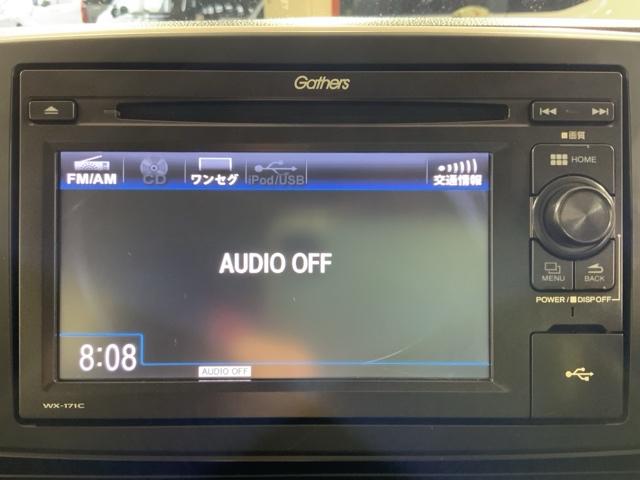 Gathers
画質
HOME
FM/AM
CD
ワンセグ
iPod/USB
交通情報
AUDIO OFF
MENU
BACK
POWER / DISP OFF
8:08
AUDIO OFF
WX-171C